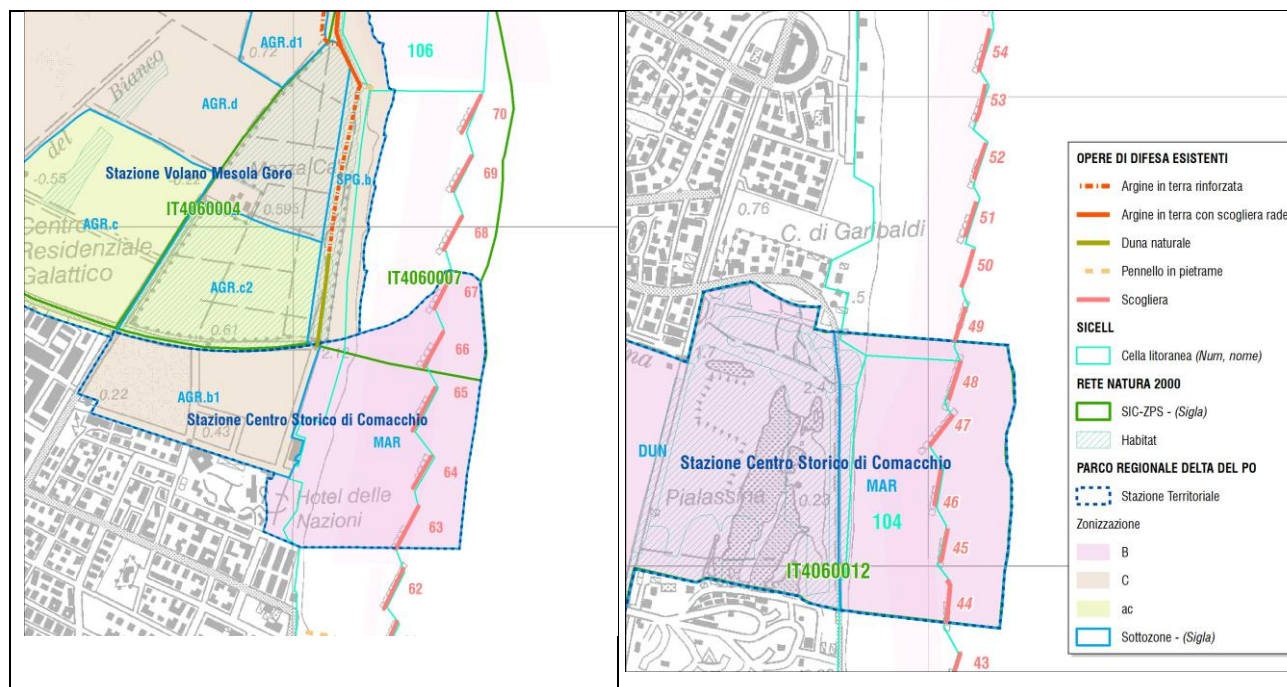 AGR.d1
0.72
106
Bianco
AGR.d
70
del
Stazione Volano Mesola Goro
69
SPG.b
-0.55
IT4060004
0.595
AGR.c
68
Centro
Residenziale
Galattico
IT4060007
AGR.c2
67
0.61
66
AGR.b1
65
0.22
Stazione Centro Storico di Comacchio
0.43
MAR
64
Hotel delle
Nazioni
63
62
54
53
52
51
0.76
C. di Garibaldi
50
.5
49
48
47
DUN
Stazione Centro Storico di Comacchio
MAR
Pialassina
0.23
46
104
45
IT4060012
44
43
OPERE DI DIFESA ESISTENTI
Argine in terra rinforzata
Argine in terra con scogliera rade
Duna naturale
Pennello in pietrame
Scogliera
SICELL
Cella litoranea (Num, nome)
RETE NATURA 2000
SIC-ZPS - (Sigla)
Habitat
PARCO REGIONALE DELTA DEL PO
Stazione Territoriale
Zonizzazione
B
C
ac
Sottozone - (Sigla)